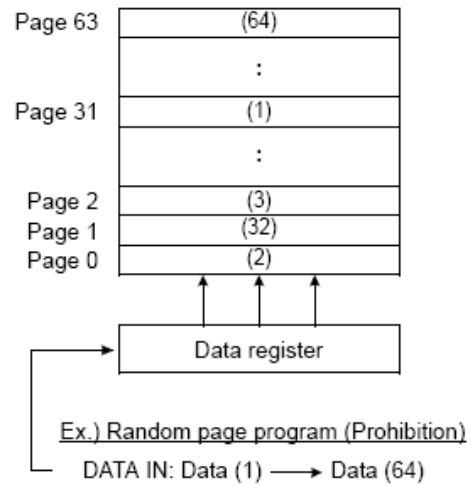 Page 63 (64)
:
Page 31 (1)
:
Page 2 (3)
Page 1 (32)
Page 0 (2)
Data register
Ex.) Random page program (Prohibition)
DATA IN: Data (1) → Data (64)